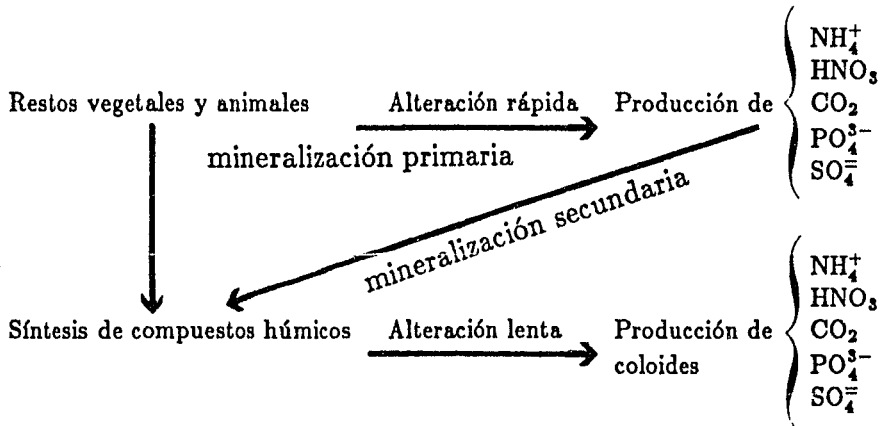 Restos vegetales y animales
Alteración rápida
mineralización primaria
Producción de
NH₄⁺
HNO₃
CO₂
PO₄³⁻
SO₄⁼
mineralización secundaria
Síntesis de compuestos húmicos
Alteración lenta
Producción de
coloides
NH₄⁺
HNO₃
CO₂
PO₄³⁻
SO₄⁼